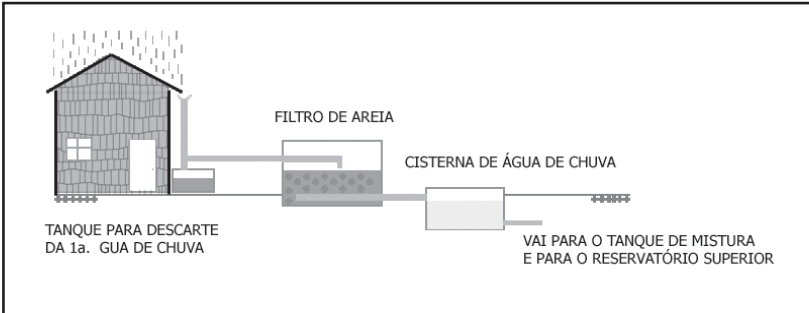 FILTRO DE AREIA
CISTERNA DE ÁGUA DE CHUVA
TANQUE PARA DESCARTE
DA 1a. GUA DE CHUVA
VAI PARA O TANQUE DE MISTURA
E PARA O RESERVATÓRIO SUPERIOR